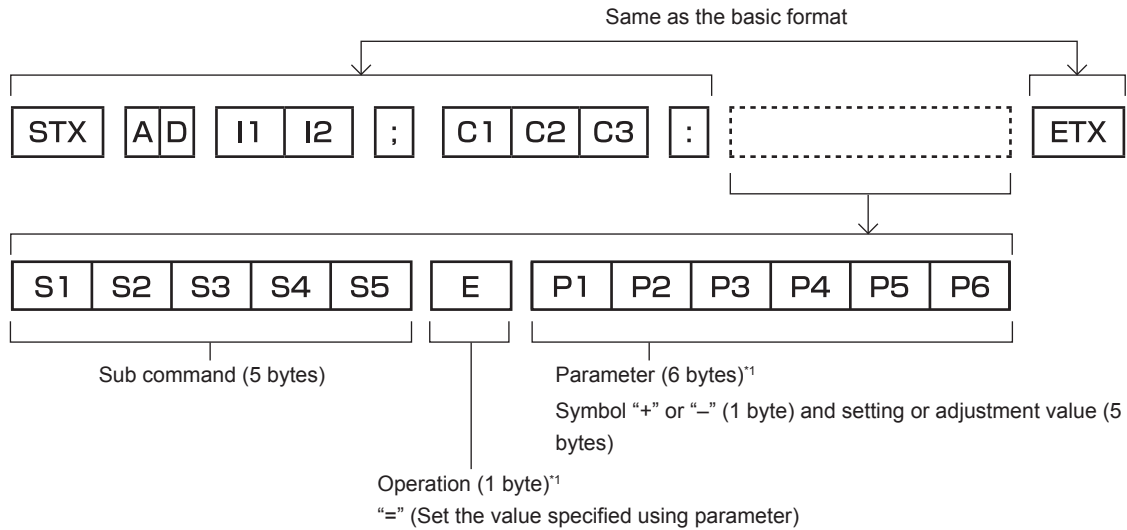 Same as the basic format
STX A D I1 I2 ; C1 C2 C3 : ETX
S1 S2 S3 S4 S5 E P1 P2 P3 P4 P5 P6
Sub command (5 bytes)
Parameter (6 bytes)*1
Symbol “+” or “–” (1 byte) and setting or adjustment value (5
bytes)
Operation (1 byte)*1
“=” (Set the value specified using parameter)